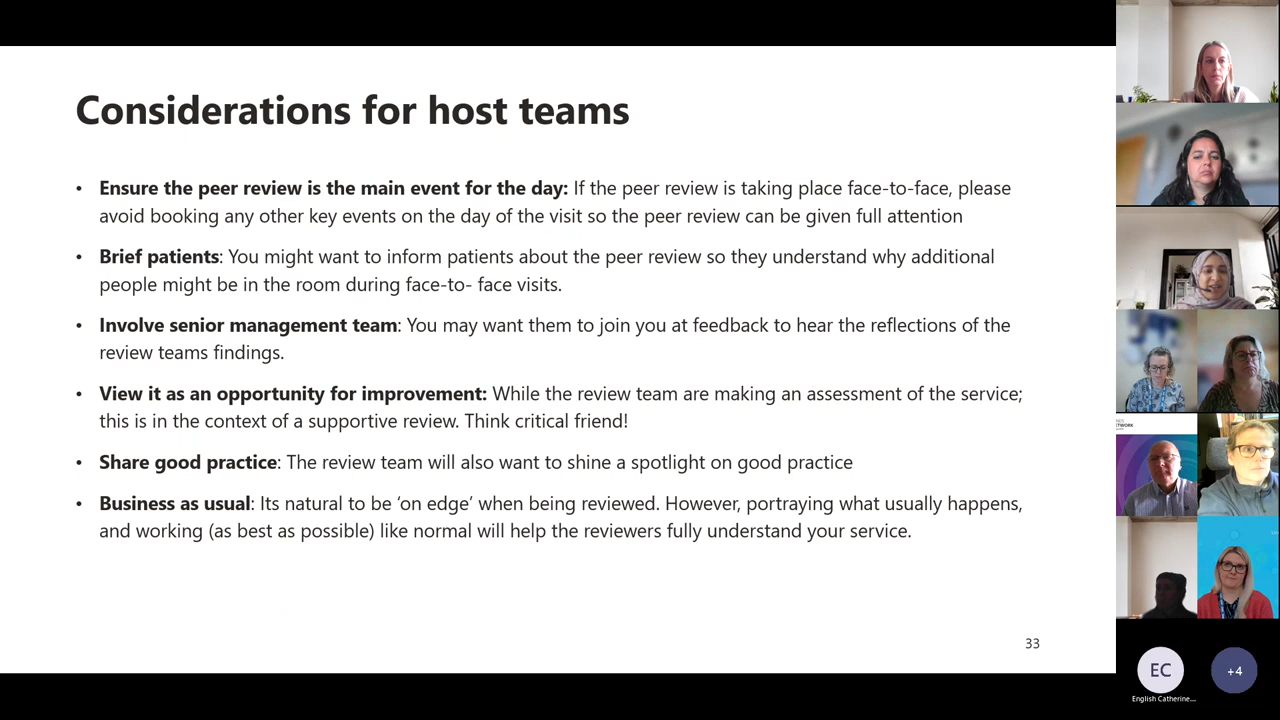 Considerations for host teams
• Ensure the peer review is the main event for the day: If the peer review is taking place face-to-face, please
avoid booking any other key events on the day of the visit so the peer review can be given full attention
• Brief patients: You might want to inform patients about the peer review so they understand why additional
people might be in the room during face-to- face visits.
• Involve senior management team: You may want them to join you at feedback to hear the reflections of the
review teams findings.
• View it as an opportunity for improvement: While the review team are making an assessment of the service;
this is in the context of a supportive review. Think critical friend!
• Share good practice: The review team will also want to shine a spotlight on good practice
• Business as usual: Its natural to be ‘on edge’ when being reviewed. However, portraying what usually happens,
and working (as best as possible) like normal will help the reviewers fully understand your service.
33
EC
+4
English Catherine...